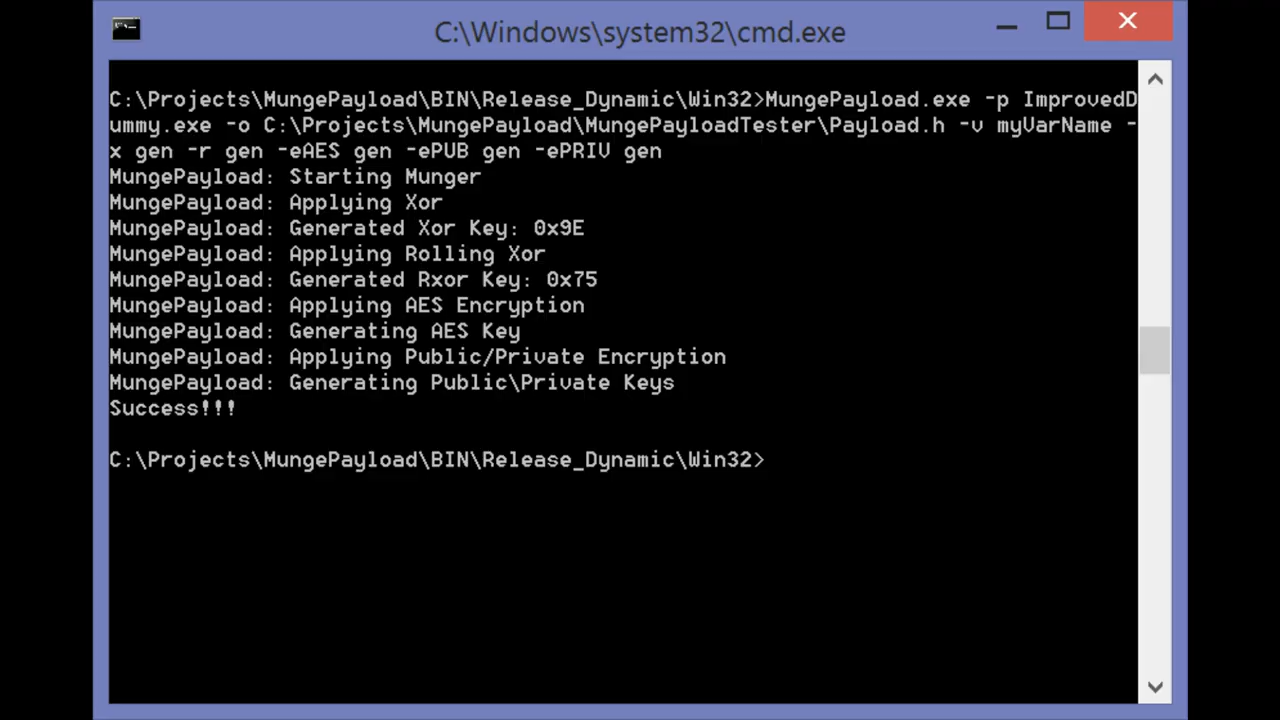 C:\Windows\system32\cmd.exe
C:\Projects\MungePayload\BIN\Release_Dynamic\Win32>MungePayload.exe -p ImprovedD
ummy.exe -o C:\Projects\MungePayload\MungePayloadTester\Payload.h -v myVarName -
x gen -r gen -eAES gen -ePUB gen -ePRIV gen
MungePayload: Starting Munger
MungePayload: Applying Xor
MungePayload: Generated Xor Key: 0x9E
MungePayload: Applying Rolling Xor
MungePayload: Generated Rxor Key: 0x75
MungePayload: Applying AES Encryption
MungePayload: Generating AES Key
MungePayload: Applying Public/Private Encryption
MungePayload: Generating Public\Private Keys
Success!!!
C:\Projects\MungePayload\BIN\Release_Dynamic\Win32>